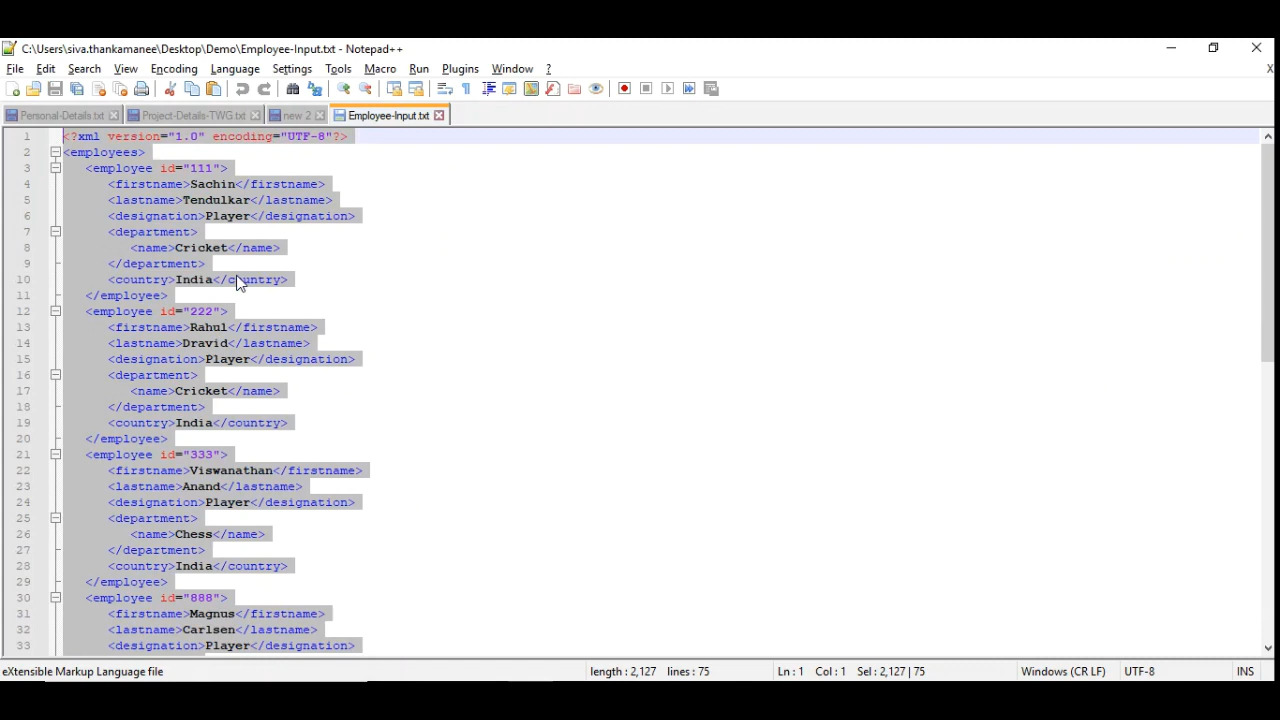 C:\Users\siva.thankamanee\Desktop\Demo\Employee-Input.txt - Notepad++
File Edit Search View Encoding Language Settings Tools Macro Run Plugins Window ? X
Personal-Details.txt Project-Details-TWG.txt new 2 Employee-Input.txt
1 <?xml version="1.0" encoding="UTF-8"?>
2 <employees>
3 <employee id="111">
4 <firstname>Sachin</firstname>
5 <lastname>Tendulkar</lastname>
6 <designation>Player</designation>
7 <department>
8 <name>Cricket</name>
9 </department>
10 <country>India</country>
11 </employee>
12 <employee id="222">
13 <firstname>Rahul</firstname>
14 <lastname>Dravid</lastname>
15 <designation>Player</designation>
16 <department>
17 <name>Cricket</name>
18 </department>
19 <country>India</country>
20 </employee>
21 <employee id="333">
22 <firstname>Viswanathan</firstname>
23 <lastname>Anand</lastname>
24 <designation>Player</designation>
25 <department>
26 <name>Chess</name>
27 </department>
28 <country>India</country>
29 </employee>
30 <employee id="888">
31 <firstname>Magnus</firstname>
32 <lastname>Carlsen</lastname>
33 <designation>Player</designation>
eXtensible Markup Language file length : 2,127 lines : 75 Ln : 1 Col : 1 Sel : 2,127 | 75 Windows (CR LF) UTF-8 INS